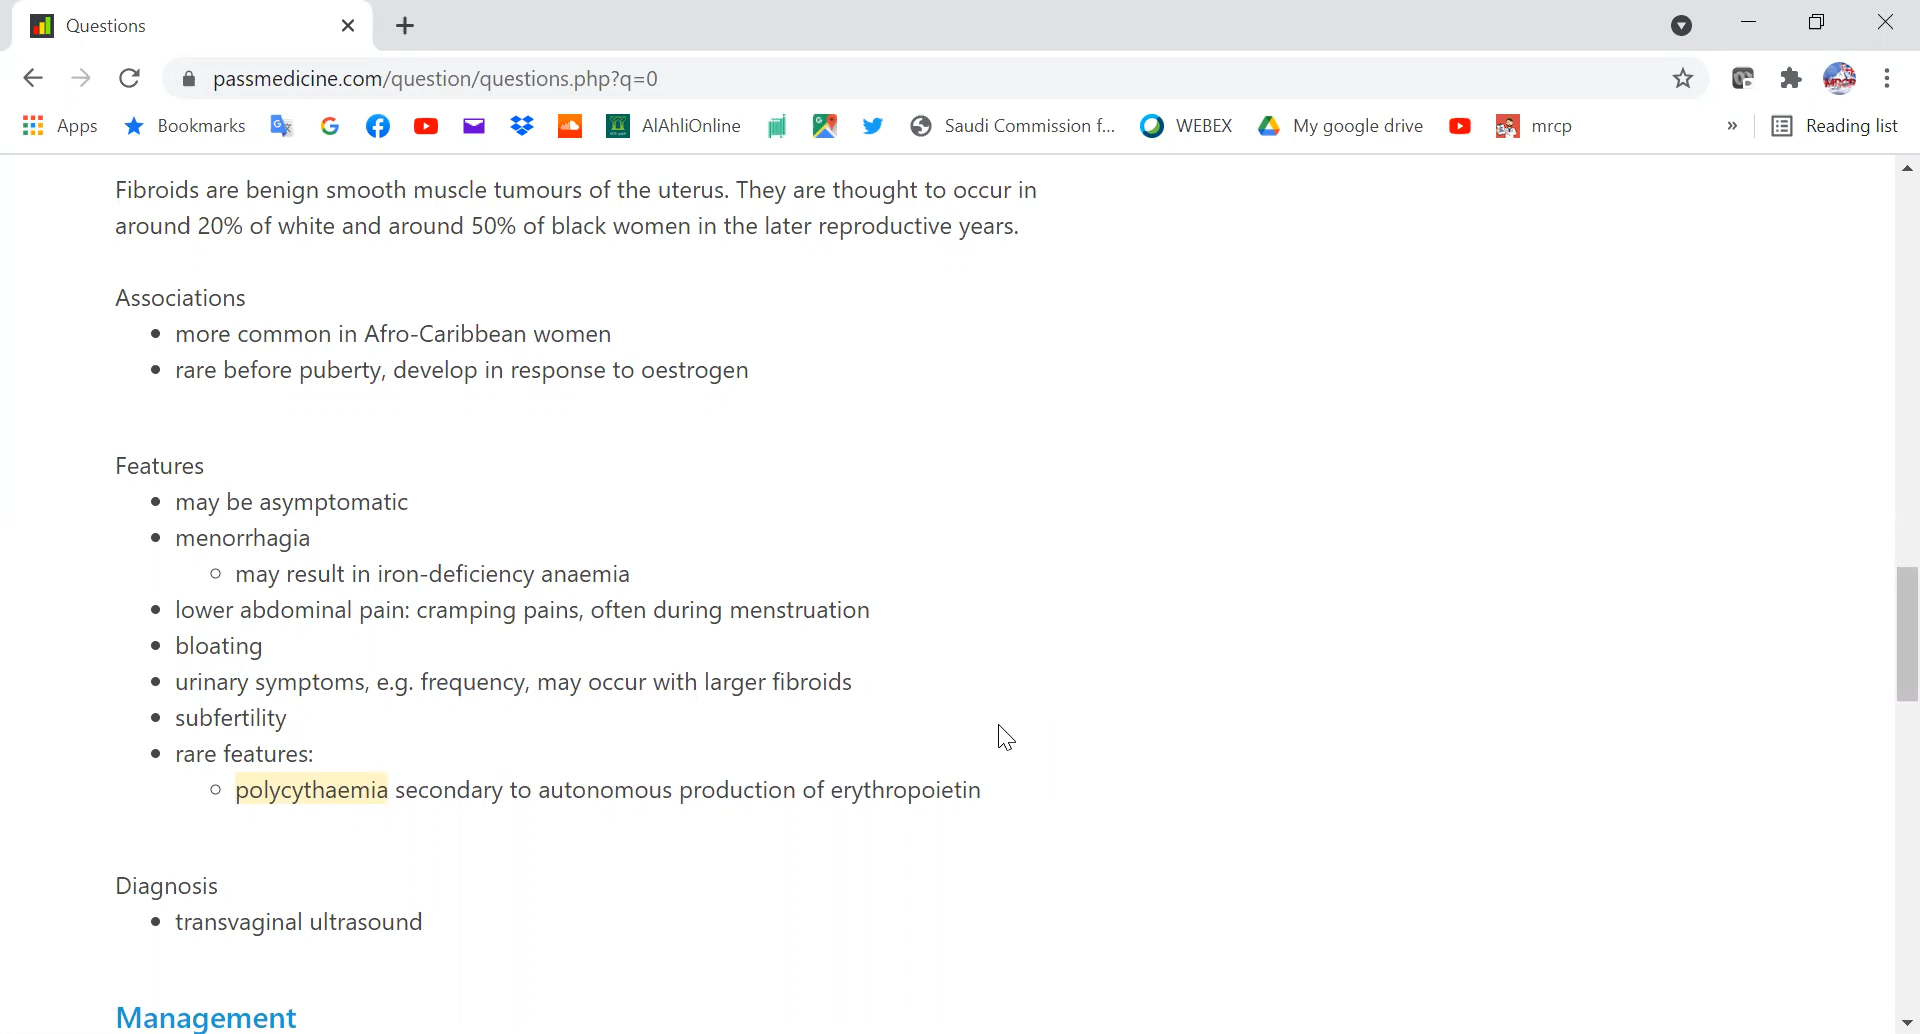 Questions
passmedicine.com/question/questions.php?q=0
Apps Bookmarks AlAhliOnline Saudi Commission f... WEBEX My google drive mrcp » Reading list
Fibroids are benign smooth muscle tumours of the uterus. They are thought to occur in
around 20% of white and around 50% of black women in the later reproductive years.
Associations
• more common in Afro-Caribbean women
• rare before puberty, develop in response to oestrogen
Features
• may be asymptomatic
• menorrhagia
○ may result in iron-deficiency anaemia
• lower abdominal pain: cramping pains, often during menstruation
• bloating
• urinary symptoms, e.g. frequency, may occur with larger fibroids
• subfertility
• rare features:
○ polycythaemia secondary to autonomous production of erythropoietin
Diagnosis
• transvaginal ultrasound
Management